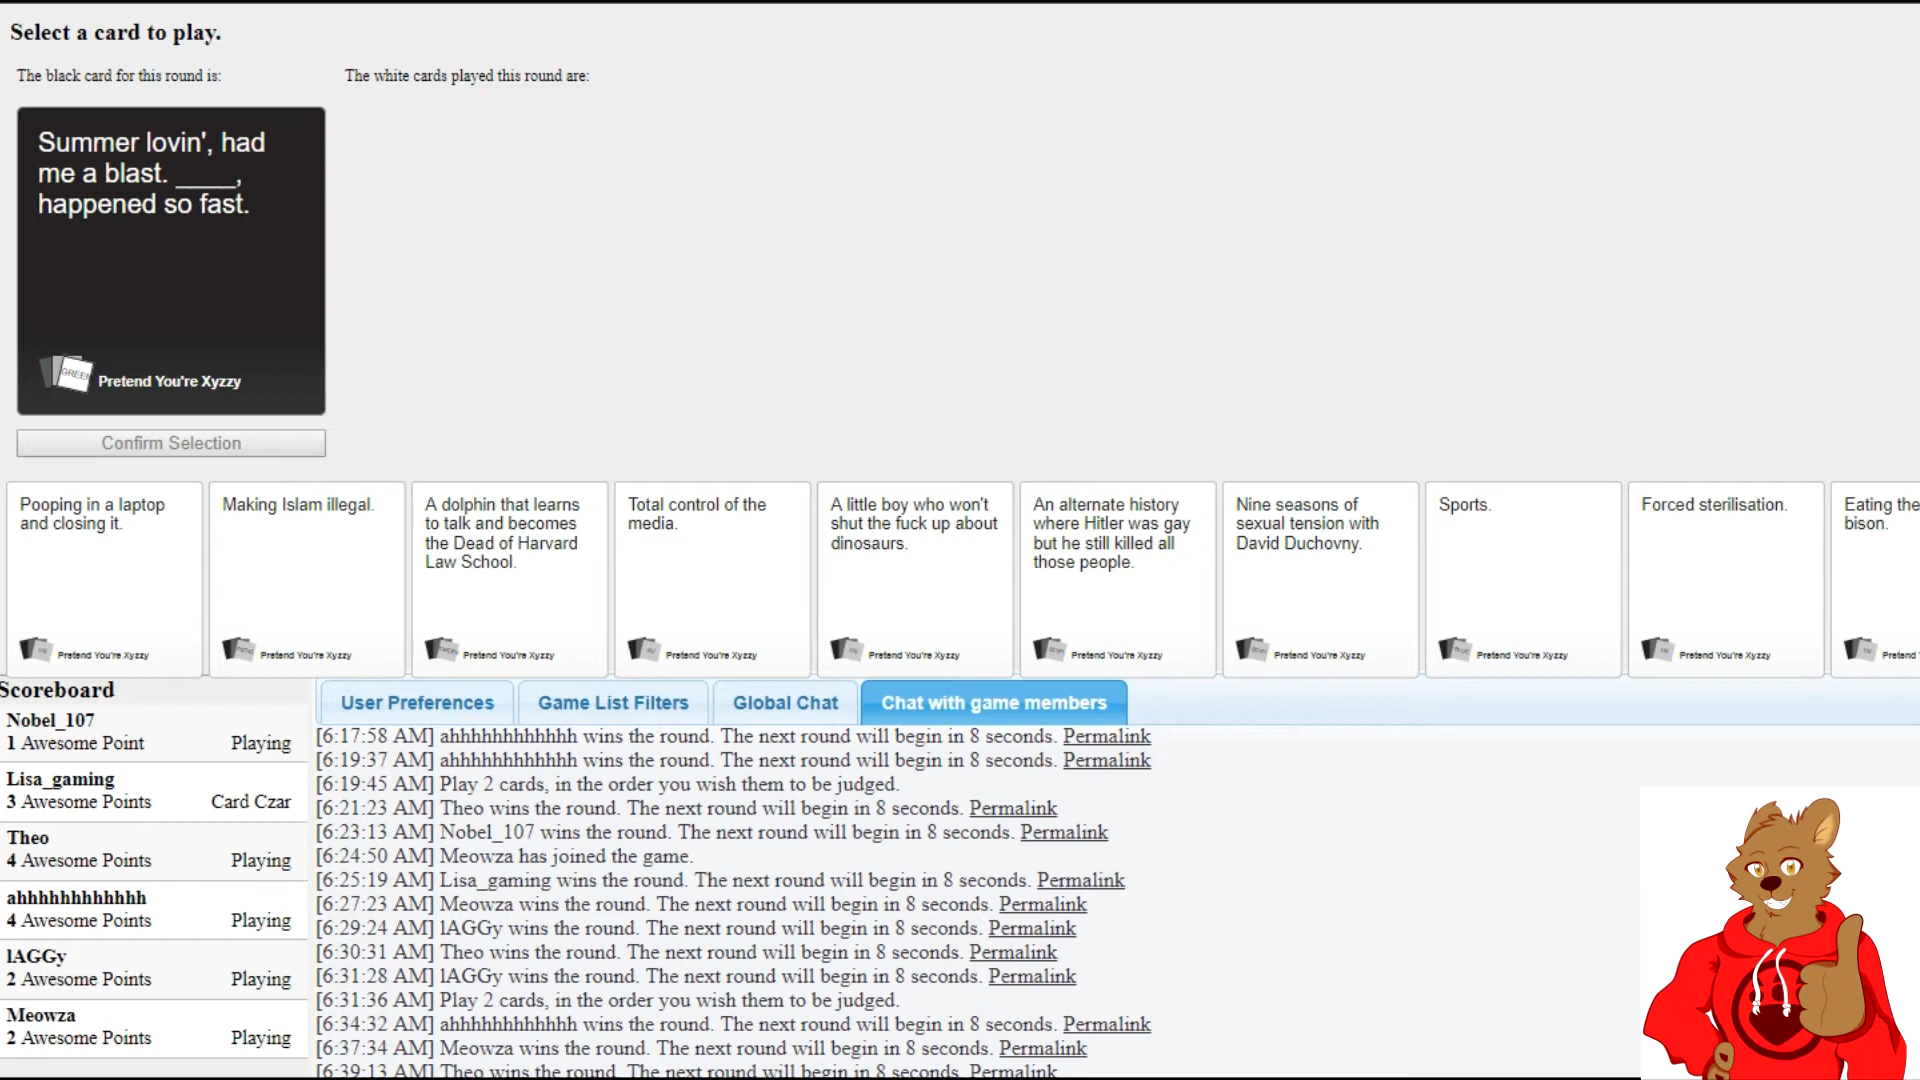 Select a card to play.
The black card for this round is:
The white cards played this round are:
Summer lovin', had
me a blast. ____,
happened so fast.
GREEN
Pretend You're Xyzzy
Confirm Selection
Pooping in a laptop
and closing it.
Pretend You're Xyzzy
Making Islam illegal.
Pretend You're Xyzzy
A dolphin that learns
to talk and becomes
the Dead of Harvard
Law School.
Pretend You're Xyzzy
Total control of the
media.
Pretend You're Xyzzy
A little boy who won't
shut the fuck up about
dinosaurs.
Pretend You're Xyzzy
An alternate history
where Hitler was gay
but he still killed all
those people.
Pretend You're Xyzzy
Nine seasons of
sexual tension with
David Duchovny.
Pretend You're Xyzzy
Sports.
Pretend You're Xyzzy
Forced sterilisation.
Pretend You're Xyzzy
Eating the
bison.
Pretend
Scoreboard
Nobel_107
1 Awesome Point Playing
Lisa_gaming
3 Awesome Points Card Czar
Theo
4 Awesome Points Playing
ahhhhhhhhhhhh
4 Awesome Points Playing
lAGGy
2 Awesome Points Playing
Meowza
2 Awesome Points Playing
User Preferences
Game List Filters
Global Chat
Chat with game members
[6:17:58 AM] ahhhhhhhhhhhh wins the round. The next round will begin in 8 seconds. Permalink
[6:19:37 AM] ahhhhhhhhhhhh wins the round. The next round will begin in 8 seconds. Permalink
[6:19:45 AM] Play 2 cards, in the order you wish them to be judged.
[6:21:23 AM] Theo wins the round. The next round will begin in 8 seconds. Permalink
[6:23:13 AM] Nobel_107 wins the round. The next round will begin in 8 seconds. Permalink
[6:24:50 AM] Meowza has joined the game.
[6:25:19 AM] Lisa_gaming wins the round. The next round will begin in 8 seconds. Permalink
[6:27:23 AM] Meowza wins the round. The next round will begin in 8 seconds. Permalink
[6:29:24 AM] lAGGy wins the round. The next round will begin in 8 seconds. Permalink
[6:30:31 AM] Theo wins the round. The next round will begin in 8 seconds. Permalink
[6:31:28 AM] lAGGy wins the round. The next round will begin in 8 seconds. Permalink
[6:31:36 AM] Play 2 cards, in the order you wish them to be judged.
[6:34:32 AM] ahhhhhhhhhhhh wins the round. The next round will begin in 8 seconds. Permalink
[6:37:34 AM] Meowza wins the round. The next round will begin in 8 seconds. Permalink
[6:39:13 AM] Theo wins the round. The next round will begin in 8 seconds. Permalink